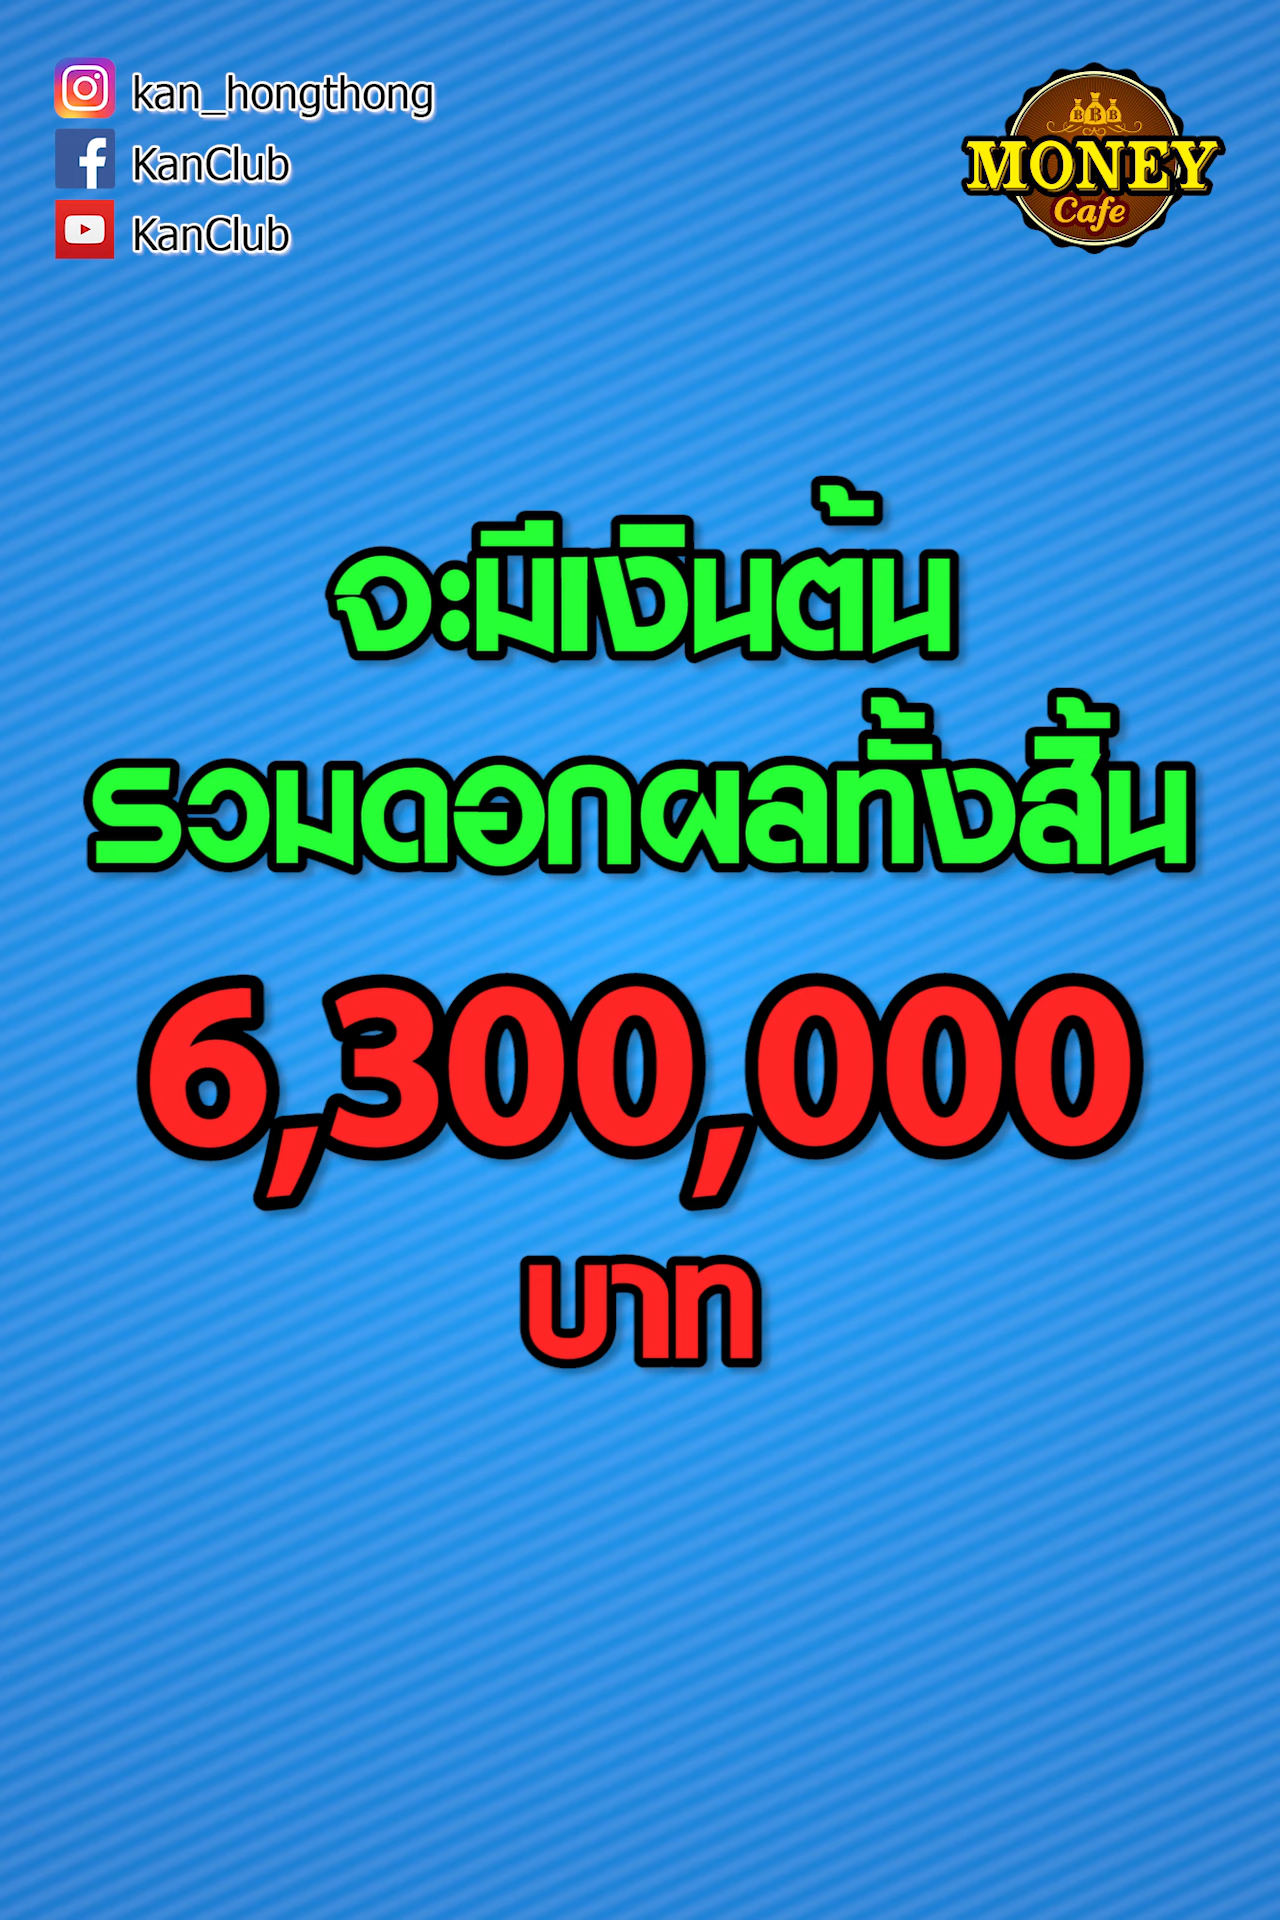 kan_hongthong
KanClub
KanClub
BBB
MONEY
Cafe
จะมีเงินต้น
รวมดอกผลทั้งสิ้น
6,300,000
บาท